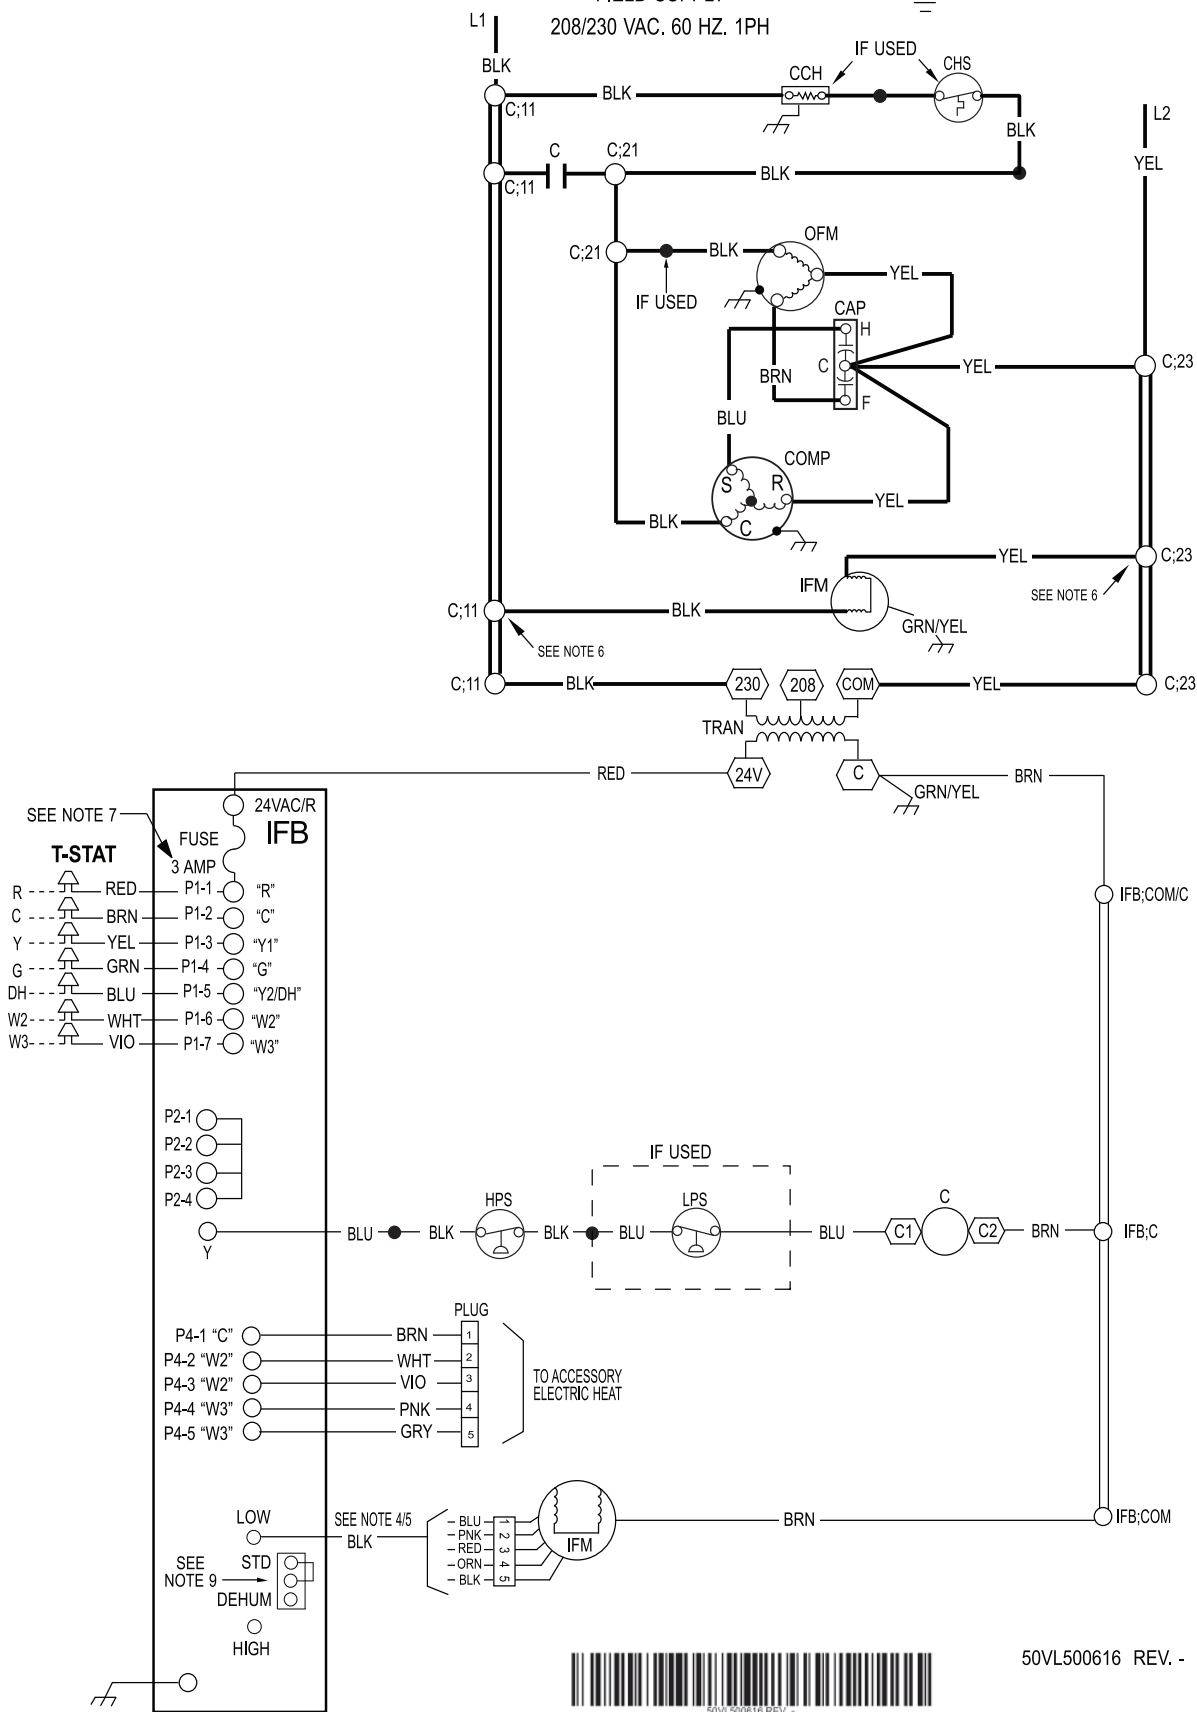 208/230 VAC. 60 HZ. 1PH
L1
BLK
IF USED
CCH
CHS
BLK
C;11
BLK
L2
YEL
C
C;21
BLK
C;11
OFM
C;21
BLK
YEL
IF USED
CAP
H
C
YEL
C;23
BRN
F
BLU
COMP
S
R
YEL
BLK
C
YEL
C;23
IFM
SEE NOTE 6
C;11
BLK
GRN/YEL
SEE NOTE 6
C;11
BLK
230
208
COM
YEL
C;23
TRAN
RED
24V
C
BRN
GRN/YEL
24VAC/R
SEE NOTE 7
FUSE
IFB
T-STAT
3 AMP
R RED P1-1 "R"
C BRN P1-2 "C"
Y YEL P1-3 "Y1"
G GRN P1-4 "G"
DH BLU P1-5 "Y2/DH"
W2 WHT P1-6 "W2"
W3 VIO P1-7 "W3"
IFB;COM/C
P2-1
P2-2
P2-3
P2-4
IF USED
HPS
LPS
C
Y
BLU
BLK
BLK
BLU
BLU
C1
C2
BRN
IFB;C
PLUG
P4-1 "C" BRN 1
P4-2 "W2" WHT 2
P4-3 "W2" VIO 3
P4-4 "W3" PNK 4
P4-5 "W3" GRY 5
TO ACCESSORY
ELECTRIC HEAT
LOW
SEE NOTE 4/5
BLK
BLU 1
PNK 2
RED 3
ORN 4
BLK 5
IFM
BRN
IFB;COM
SEE
NOTE 9
STD
DEHUM
HIGH
50VL500616 REV. -
50VL500616 REV. -